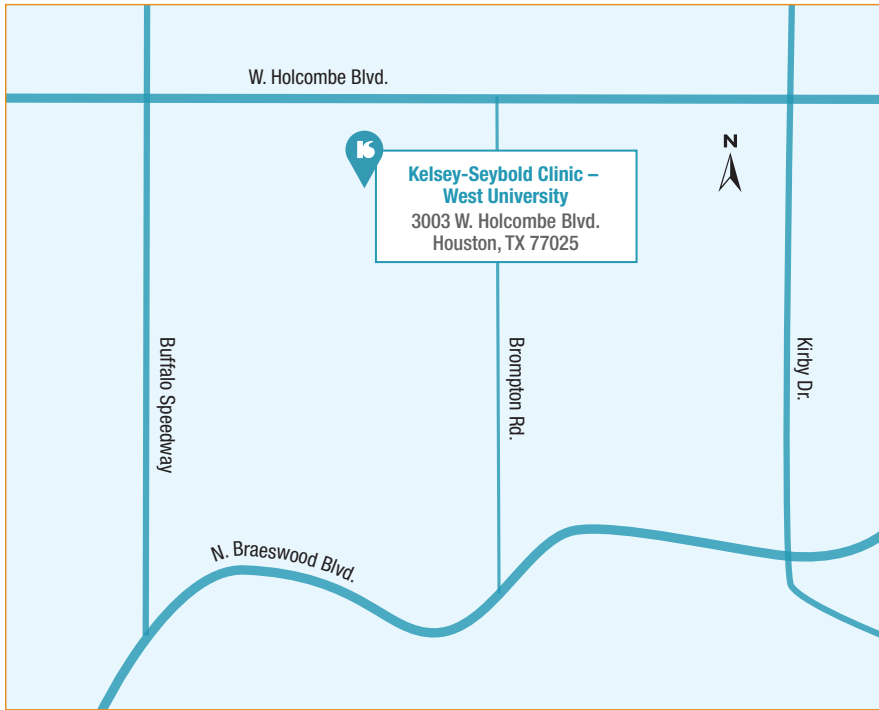 W. Holcombe Blvd.
N
Kelsey-Seybold Clinic –
West University
3003 W. Holcombe Blvd.
Houston, TX 77025
Buffalo Speedway
Brompton Rd.
Kirby Dr.
N. Braeswood Blvd.